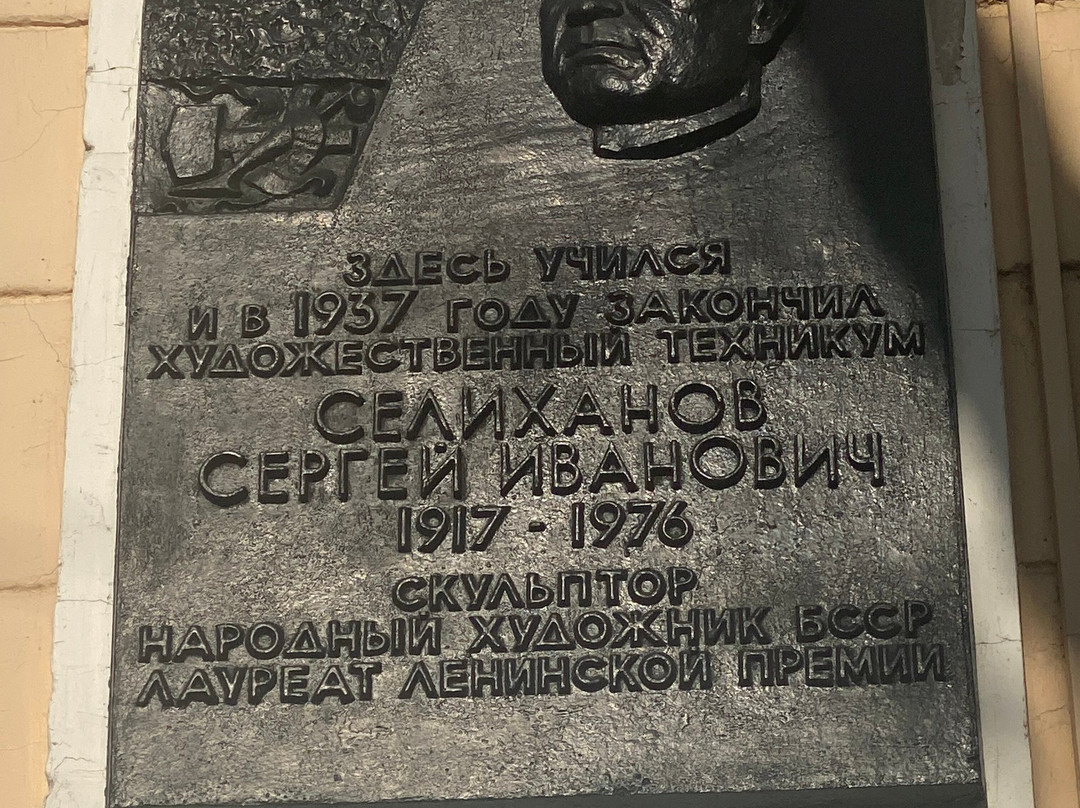 ЗДЕСЬ УЧИЛСЯ
И В 1937 ГОДУ ЗАКОНЧИЛ
ХУДОЖЕСТВЕННЫЙ ТЕХНИКУМ
СЕЛИХАНОВ
СЕРГЕЙ ИВАНОВИЧ
1917 - 1976
СКУЛЬПТОР
НАРОДНЫЙ ХУДОЖНИК БССР
ЛАУРЕАТ ЛЕНИНСКОЙ ПРЕМИИ